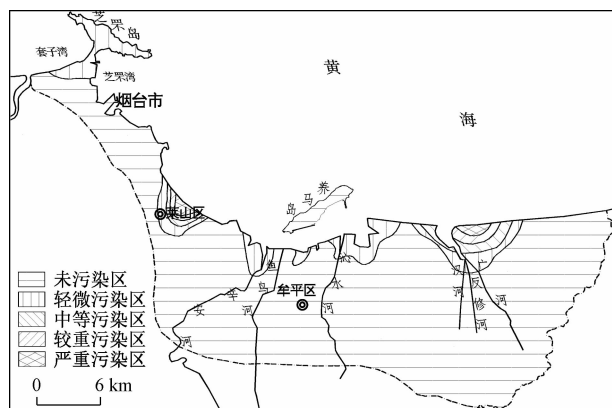 芝罘岛
套子湾
芝罘湾
黄海
烟台市
养马岛
莱山区
鱼鸟河
辛安河
沁水河
牟平区
汉河
广河
反修河
未污染区
轻微污染区
中等污染区
较重污染区
严重污染区
0 6 km